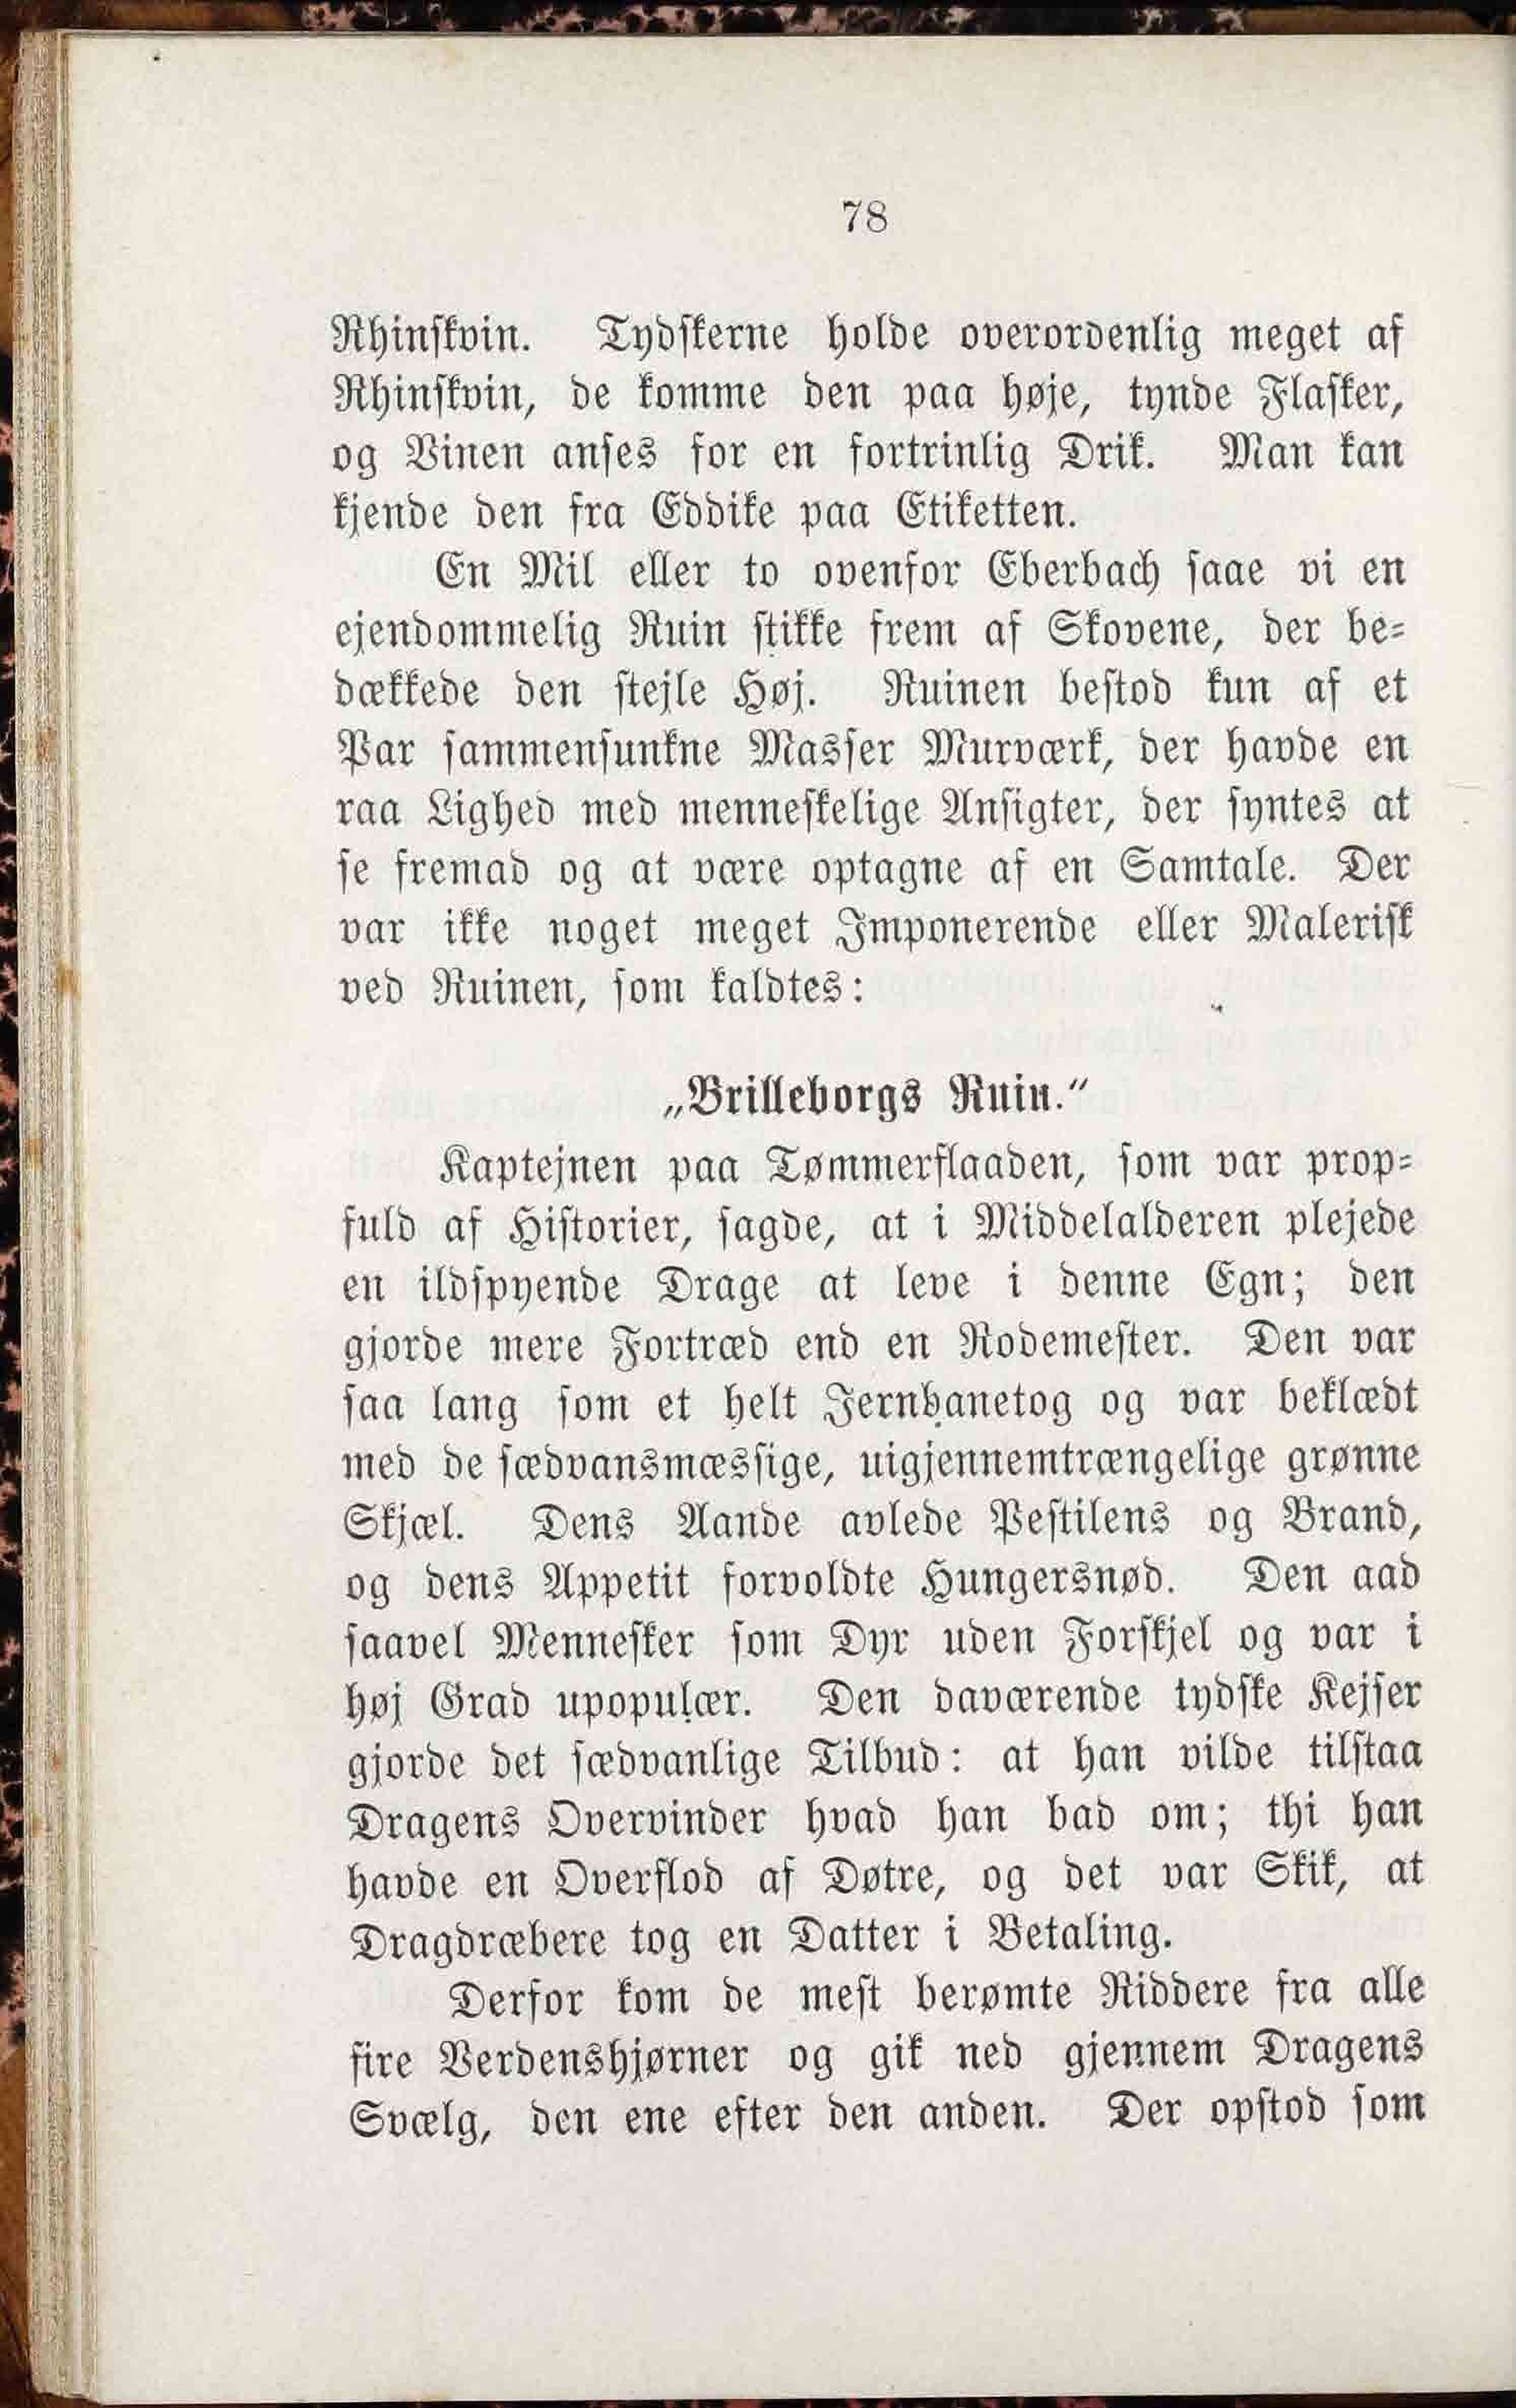 78
Rhinskvin. Tydskerne holde overordenlig meget af
Rhinskvin, de komme den paa høje, tynde Flasker,
og Vinen anses for en fortrinlig Drik. Man kan
kjende den fra Eddike paa Etiketten.
En Mil eller to ovenfor Eberbach saae vi en
ejendommelig Ruin stikke frem af Skovene, der be-
dækkede den stejle Høj. Ruinen bestod kun af et
Par sammensunkne Masser Murværk, der havde en
raa Lighed med menneskelige Ansigter, der syntes at
se fremad og at være optagne af en Samtale. Der
var ikke noget meget Imponerende eller Malerisk
ved Ruinen, som kaldtes:
„Brilleborgs Ruin.“
Kaptejnen paa Tømmerflaaden, som var prop-
fuld af Historier, sagde, at i Middelalderen plejede
en ildspyende Drage at leve i denne Egn; den
gjorde mere Fortræd end en Rodemester. Den var
saa lang som et helt Jernbanetog og var beklædt
med de sædvansmæssige, uigjennemtrængelige grønne
Skjæl. Dens Aande avlede Pestilens og Brand,
og dens Appetit forvoldte Hungersnød. Den aad
saavel Mennesker som Dyr uden Forskjel og var i
høj Grad upopulær. Den daværende tydske Kejser
gjorde det sædvanlige Tilbud: at han vilde tilstaa
Dragens Overvinder hvad han bad om; thi han
havde en Overflod af Døtre, og det var Skik, at
Dragdræbere tog en Datter i Betaling.
Derfor kom de mest berømte Riddere fra alle
fire Verdenshjørner og gik ned gjennem Dragens
Svælg, den ene efter den anden. Der opstod som